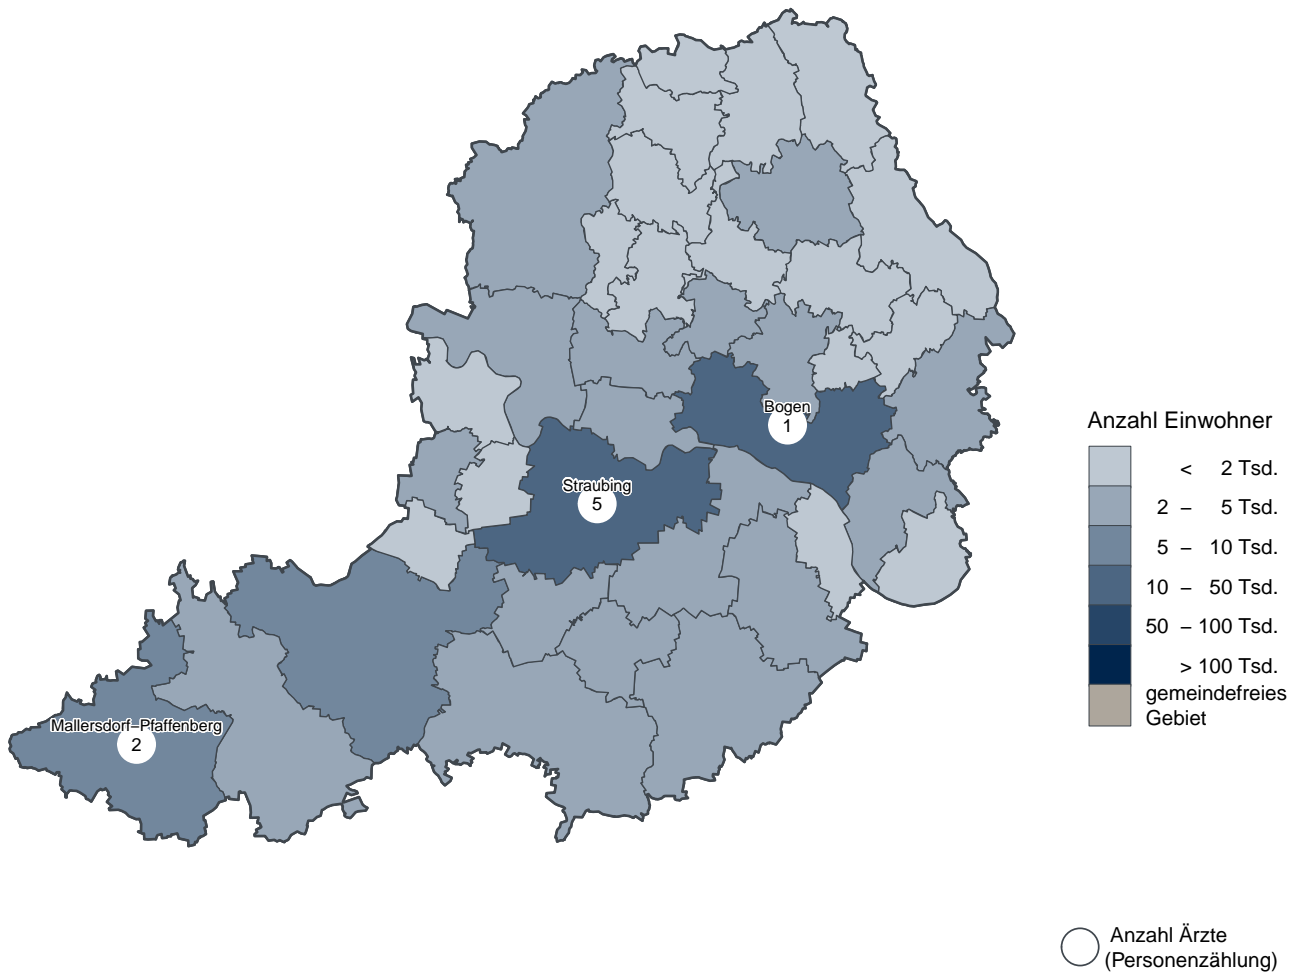 Bogen
1
Straubing
5
Mallersdorf–Pfaffenberg
2
Anzahl Einwohner
< 2 Tsd.
2 – 5 Tsd.
5 – 10 Tsd.
10 – 50 Tsd.
50 – 100 Tsd.
> 100 Tsd.
gemeindefreies
Gebiet
Anzahl Ärzte
(Personenzählung)